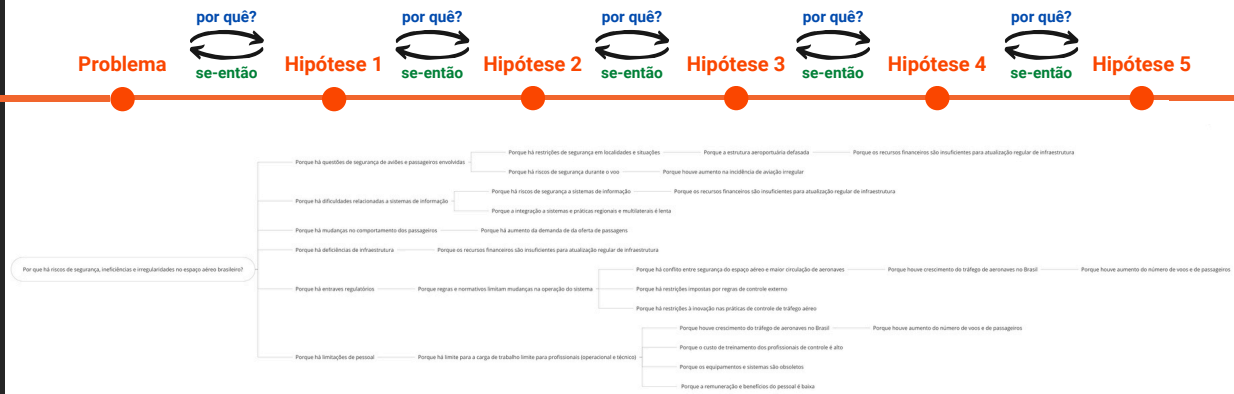 por quê? por quê? por quê? por quê? por quê?
Problema Hipótese 1 Hipótese 2 Hipótese 3 Hipótese 4 Hipótese 5
se-então se-então se-então se-então se-então
Porque há restrições de segurança em localidades e situações Porque a estrutura aeroportuária defasada Porque os recursos financeiros são insuficientes para atualização regular de infraestrutura
Porque há questões de segurança de aviões e passageiros envolvidas
Porque há riscos de segurança durante o voo Porque houve aumento na incidência de aviação irregular
Porque há riscos de segurança a sistemas de informação Porque os recursos financeiros são insuficientes para atualização regular de infraestrutura
Porque há dificuldades relacionadas a sistemas de informação
Porque a integração a sistemas e práticas regionais e multilaterais é lenta
Porque há mudanças no comportamento dos passageiros Porque há aumento da demanda de da oferta de passagens
Porque há deficiências de infraestrutura Porque os recursos financeiros são insuficientes para atualização regular de infraestrutura
Por que há riscos de segurança, ineficiências e irregularidades no espaço aéreo brasileiro? Porque há conflito entre segurança do espaço aéreo e maior circulação de aeronaves Porque houve crescimento do tráfego de aeronaves no Brasil Porque houve aumento do número de voos e de passageiros
Porque há entraves regulatórios Porque regras e normativos limitam mudanças na operação do sistema Porque há restrições impostas por regras de controle externo
Porque há restrições à inovação nas práticas de controle de tráfego aéreo
Porque houve crescimento do tráfego de aeronaves no Brasil Porque houve aumento do número de voos e de passageiros
Porque o custo de treinamento dos profissionais de controle é alto
Porque há limitações de pessoal Porque há limite para a carga de trabalho limite para profissionais (operacional e técnico)
Porque os equipamentos e sistemas são obsoletos
Porque a remuneração e benefícios do pessoal é baixa